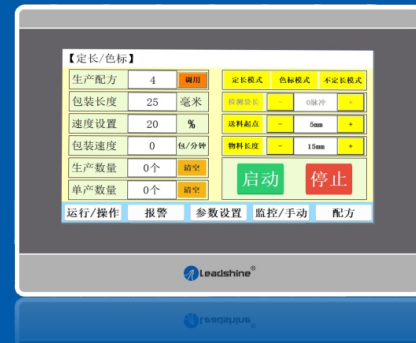 【定长/色标】
生产配方 4 调用
包装长度 25 毫米
速度设置 20 %
包装速度 0 包/分钟
生产数量 0个 清空
单产数量 0个 清空
定长模式 色标模式 不定长模式
检测袋长 - 0脉冲 +
送料起点 - 5mm +
物料长度 - 15mm +
启动 停止
运行/操作 报警 参数设置 监控/手动 配方
Leadshine®